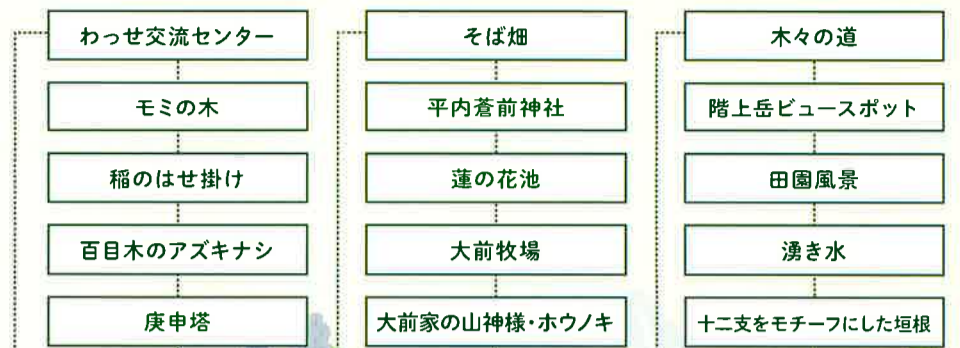 わっせ交流センター
モミの木
稲のはせ掛け
百目木のアズキナシ
庚申塔
そば畑
平内蒼前神社
蓮の花池
大前牧場
大前家の山神様・ホウノキ
木々の道
階上岳ビュースポット
田園風景
湧き水
十二支をモチーフにした垣根